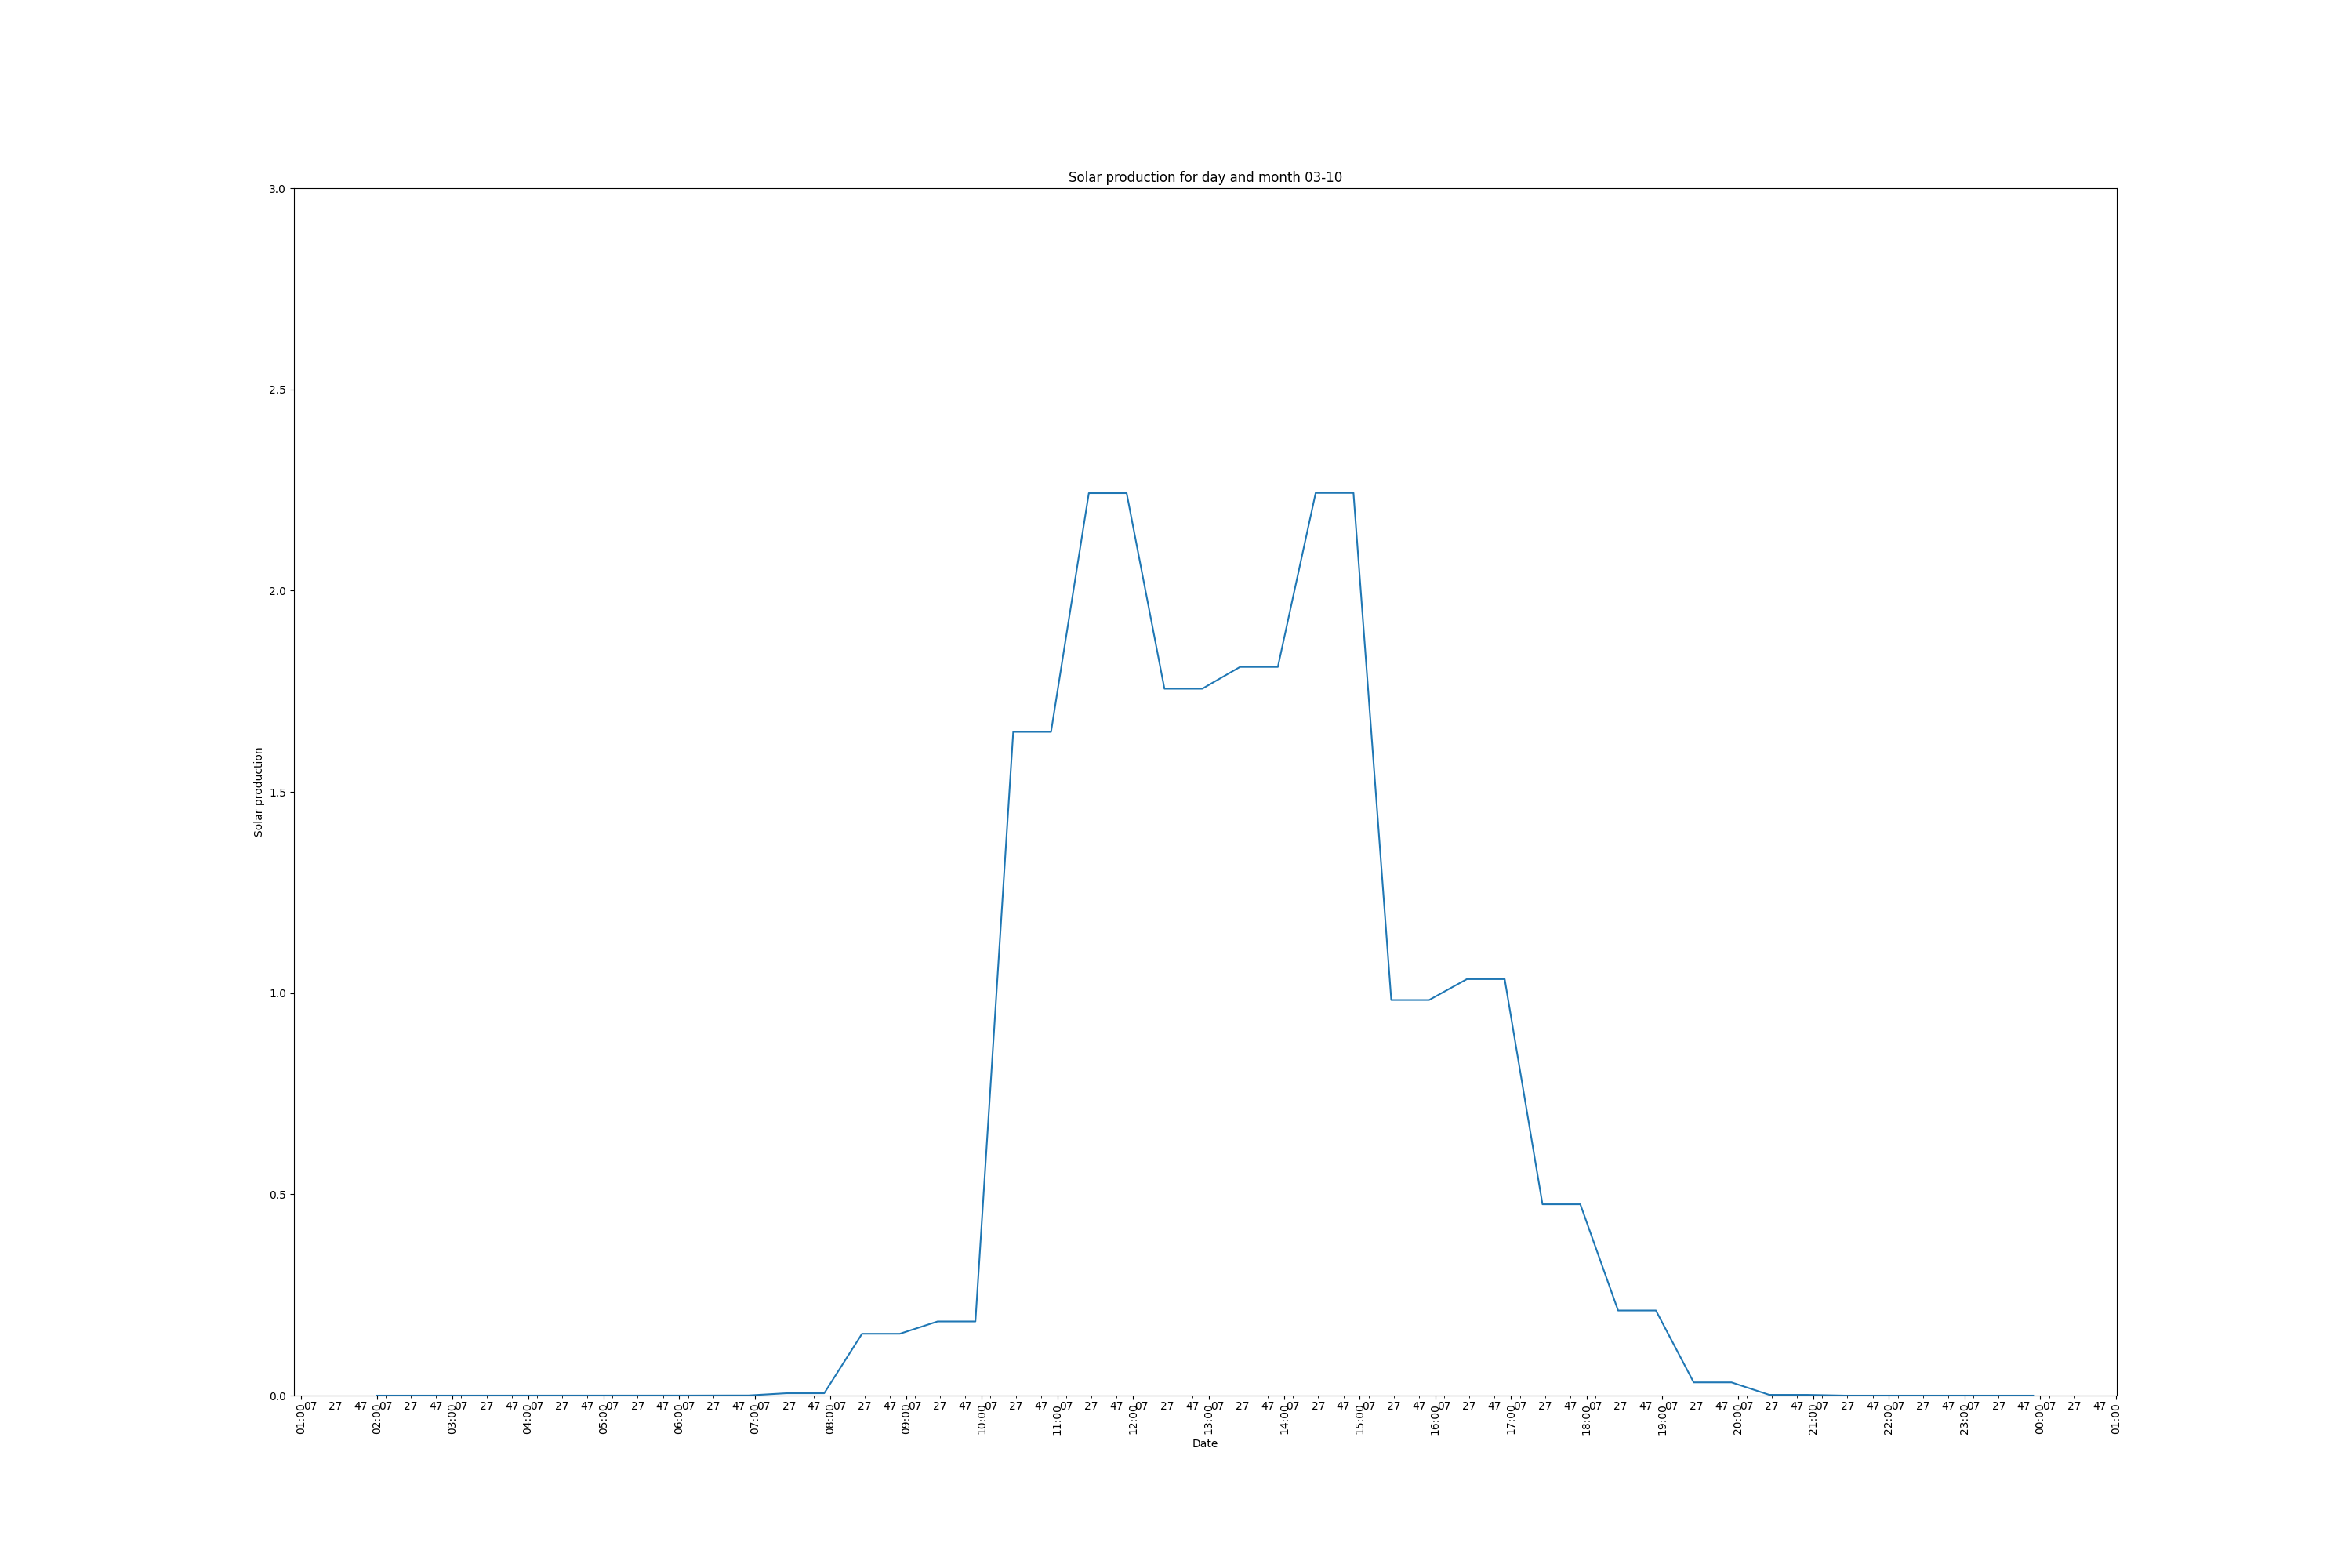 Solar production for day and month 03-10
3.0
2.5
2.0
1.5
1.0
0.5
0.0
Solar production
07 27 47 07 27 47 07 27 47 07 27 47 07 27 47 07 27 47 07 27 47 07 27 47 07 27 47 07 27 47 07 27 47 07 27 47 07 27 47 07 27 47 07 27 47 07 27 47 07 27 47 07 27 47 07 27 47 07 27 47 07 27 47 07 27 47 07 27 47 07 27 47
01:00 02:00 03:00 04:00 05:00 06:00 07:00 08:00 09:00 10:00 11:00 12:00 13:00 14:00 15:00 16:00 17:00 18:00 19:00 20:00 21:00 22:00 23:00 00:00 01:00
Date